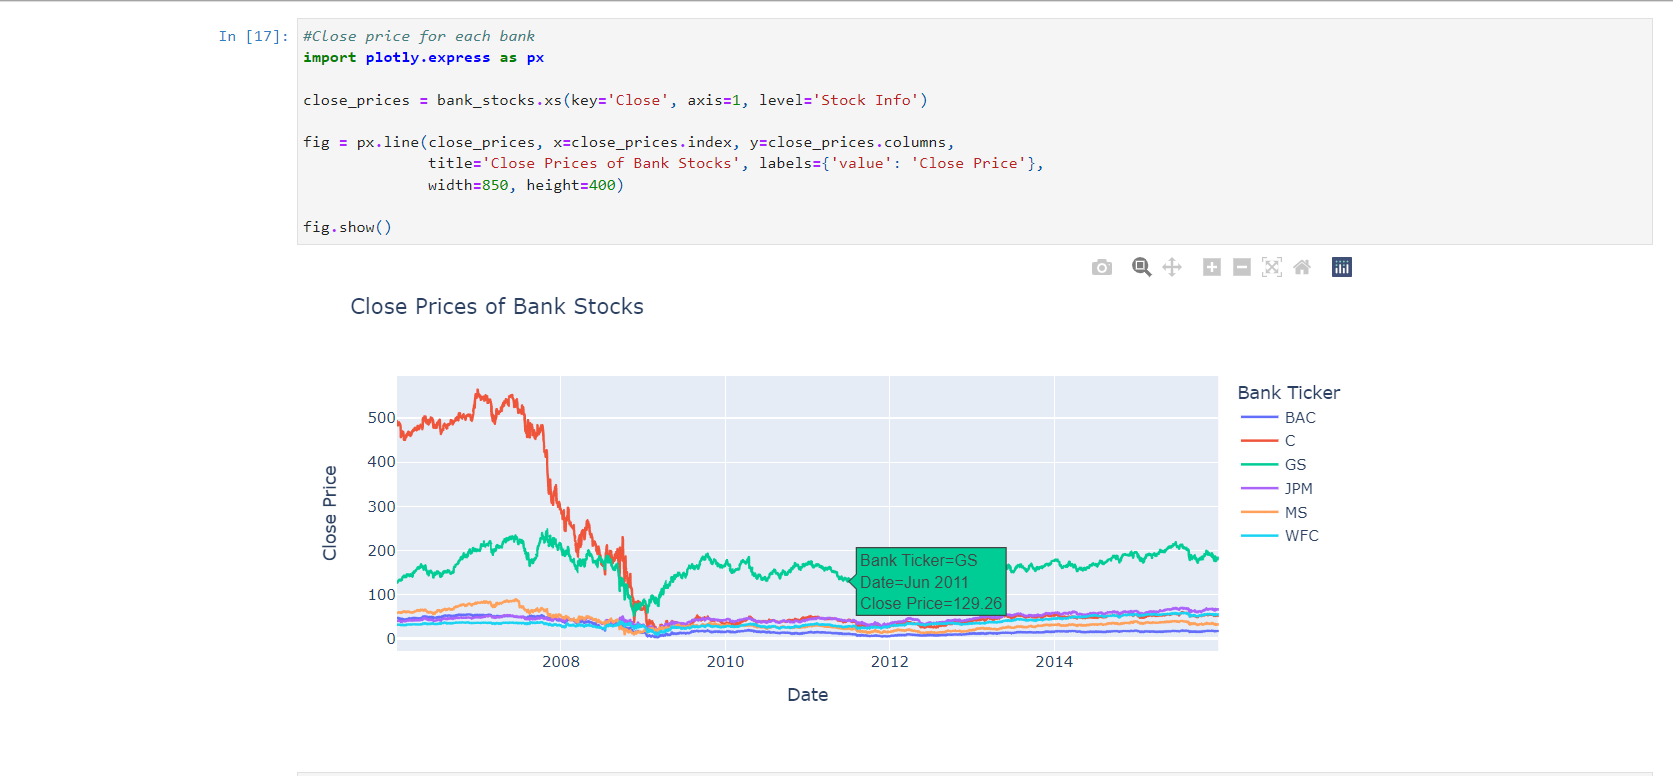 In [17]:
#Close price for each bank
import plotly.express as px
close_prices = bank_stocks.xs(key='Close', axis=1, level='Stock Info')
fig = px.line(close_prices, x=close_prices.index, y=close_prices.columns,
title='Close Prices of Bank Stocks', labels={'value': 'Close Price'},
width=850, height=400)
fig.show()
Close Prices of Bank Stocks
500
400
300
200
100
0
Close Price
2008
2010
2012
2014
Date
Bank Ticker=GS
Date=Jun 2011
Close Price=129.26
Bank Ticker
BAC
C
GS
JPM
MS
WFC